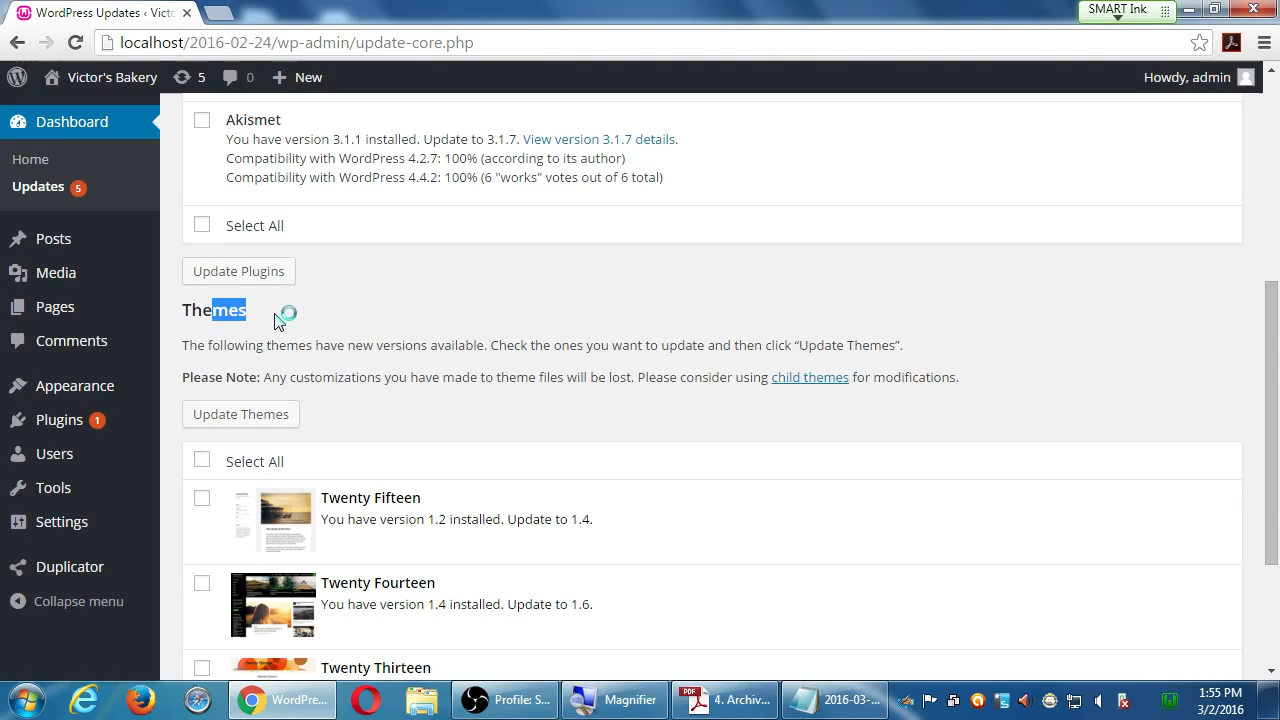 WordPress Updates ‹ Victo
SMART Ink
localhost/2016-02-24/wp-admin/update-core.php
Victor's Bakery 5 0 New Howdy, admin
Dashboard
Home
Updates 5
Posts
Media
Pages
Comments
Appearance
Plugins 1
Users
Tools
Settings
Duplicator
Collapse menu
Akismet
You have version 3.1.1 installed. Update to 3.1.7. View version 3.1.7 details.
Compatibility with WordPress 4.2.7: 100% (according to its author)
Compatibility with WordPress 4.4.2: 100% (6 "works" votes out of 6 total)
Select All
Update Plugins
Themes
The following themes have new versions available. Check the ones you want to update and then click “Update Themes”.
Please Note: Any customizations you have made to theme files will be lost. Please consider using child themes for modifications.
Update Themes
Select All
Twenty Fifteen
You have version 1.2 installed. Update to 1.4.
Twenty Fourteen
You have version 1.4 installed. Update to 1.6.
Twenty Thirteen
WordPre... Profile: S... Magnifier PDF 4. Archiv... 2016-03-...
1:55 PM
3/2/2016